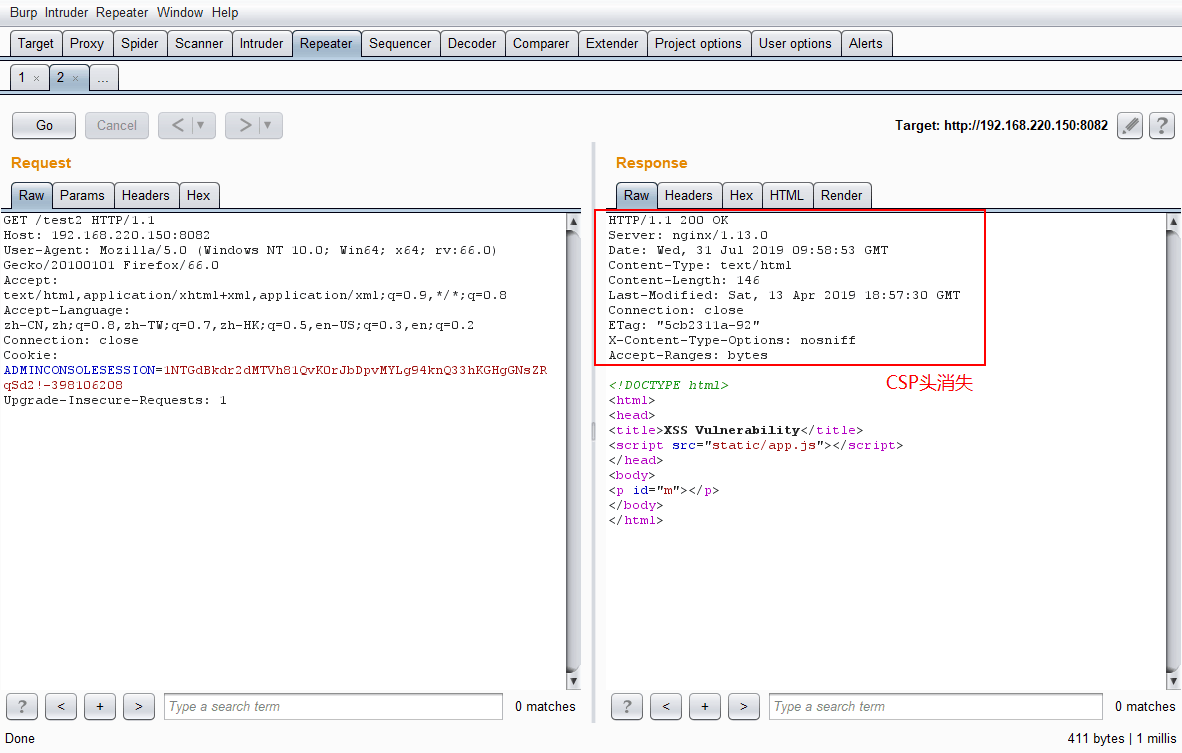 Burp Intruder Repeater Window Help
Target Proxy Spider Scanner Intruder Repeater Sequencer Decoder Comparer Extender Project options User options Alerts
1 × 2 × ...
Go Cancel < ▼ > ▼ Target: http://192.168.220.150:8082 ?
Request
Raw Params Headers Hex
GET /test2 HTTP/1.1
Host: 192.168.220.150:8082
User-Agent: Mozilla/5.0 (Windows NT 10.0; Win64; x64; rv:66.0)
Gecko/20100101 Firefox/66.0
Accept:
text/html,application/xhtml+xml,application/xml;q=0.9,*/*;q=0.8
Accept-Language:
zh-CN,zh;q=0.8,zh-TW;q=0.7,zh-HK;q=0.5,en-US;q=0.3,en;q=0.2
Connection: close
Cookie:
ADMINCONSOLESESSION=1NTGdBkdr2dMTVh81QvK0rJbDpvMYLg94knQ33hKGHgGNsZR
qSd2!-398106208
Upgrade-Insecure-Requests: 1
? < + > Type a search term 0 matches
Response
Raw Headers Hex HTML Render
HTTP/1.1 200 OK
Server: nginx/1.13.0
Date: Wed, 31 Jul 2019 09:58:53 GMT
Content-Type: text/html
Content-Length: 146
Last-Modified: Sat, 13 Apr 2019 18:57:30 GMT
Connection: close
ETag: "5cb2311a-92"
X-Content-Type-Options: nosniff
Accept-Ranges: bytes
CSP头消失
<!DOCTYPE html>
<html>
<head>
<title>XSS Vulnerability</title>
<script src="static/app.js"></script>
</head>
<body>
<p id="m"></p>
</body>
</html>
? < + > Type a search term 0 matches
Done 411 bytes | 1 millis